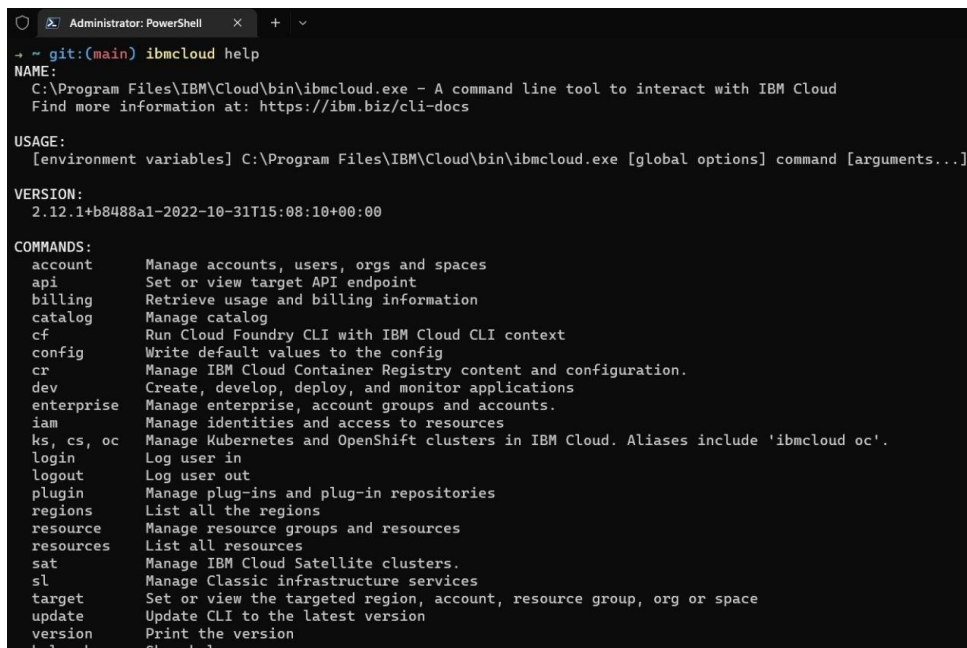 Administrator: PowerShell
→ ~ git:(main) ibmcloud help
NAME:
C:\Program Files\IBM\Cloud\bin\ibmcloud.exe - A command line tool to interact with IBM Cloud
Find more information at: https://ibm.biz/cli-docs
USAGE:
[environment variables] C:\Program Files\IBM\Cloud\bin\ibmcloud.exe [global options] command [arguments...]
VERSION:
2.12.1+b8488a1-2022-10-31T15:08:10+00:00
COMMANDS:
account Manage accounts, users, orgs and spaces
api Set or view target API endpoint
billing Retrieve usage and billing information
catalog Manage catalog
cf Run Cloud Foundry CLI with IBM Cloud CLI context
config Write default values to the config
cr Manage IBM Cloud Container Registry content and configuration.
dev Create, develop, deploy, and monitor applications
enterprise Manage enterprise, account groups and accounts.
iam Manage identities and access to resources
ks, cs, oc Manage Kubernetes and OpenShift clusters in IBM Cloud. Aliases include 'ibmcloud oc'.
login Log user in
logout Log user out
plugin Manage plug-ins and plug-in repositories
regions List all the regions
resource Manage resource groups and resources
resources List all resources
sat Manage IBM Cloud Satellite clusters.
sl Manage Classic infrastructure services
target Set or view the targeted region, account, resource group, org or space
update Update CLI to the latest version
version Print the version